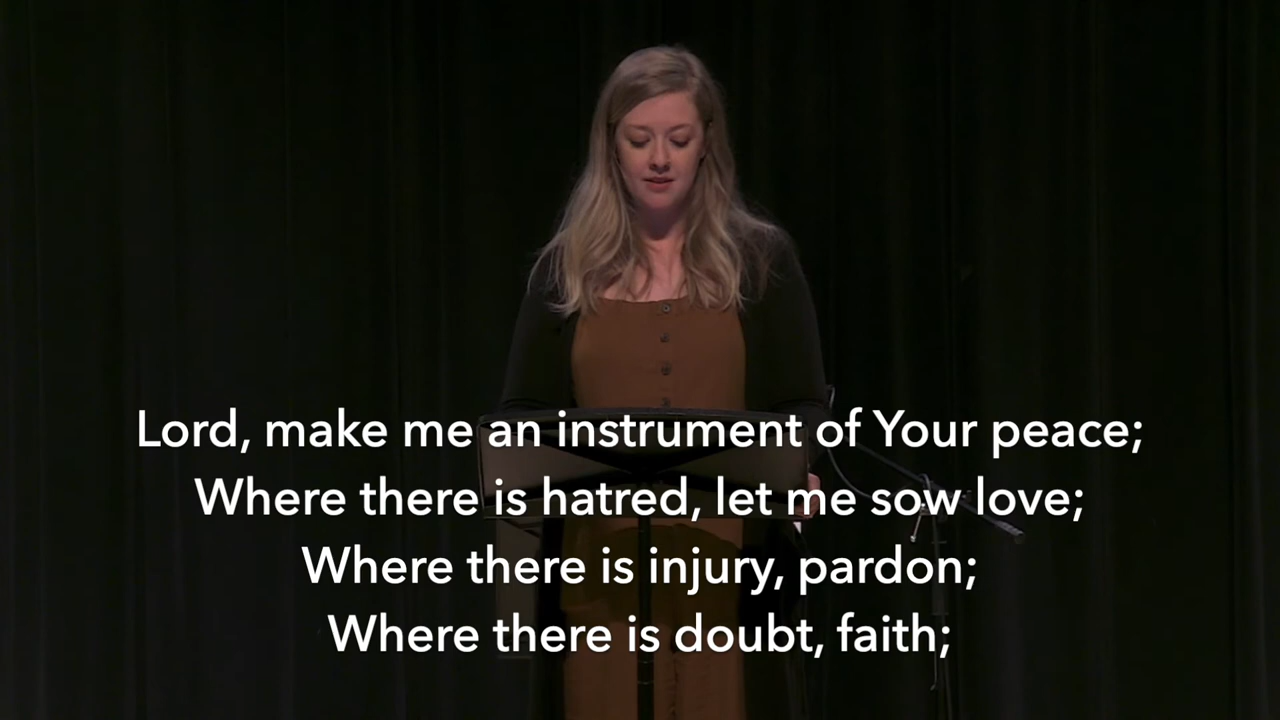 Lord, make me an instrument of Your peace;
Where there is hatred, let me sow love;
Where there is injury, pardon;
Where there is doubt, faith;